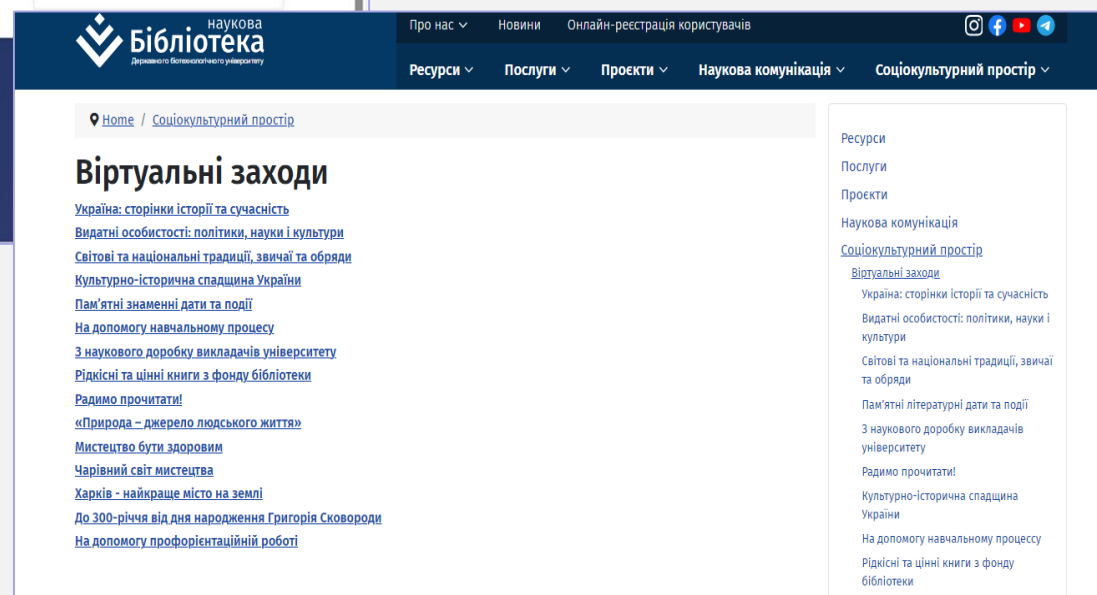 наукова
Бібліотека
Державного біотехнологічного університету
Про нас
Новини
Онлайн-реєстрація користувачів
Ресурси
Послуги
Проєкти
Наукова комунікація
Соціокультурний простір
Home / Соціокультурний простір
Віртуальні заходи
Україна: сторінки історії та сучасність
Видатні особистості: політики, науки і культури
Світові та національні традиції, звичаї та обряди
Культурно-історична спадщина України
Пам'ятні знаменні дати та події
На допомогу навчальному процесу
З наукового доробку викладачів університету
Рідкісні та цінні книги з фонду бібліотеки
Радимо прочитати!
«Природа – джерело людського життя»
Мистецтво бути здоровим
Чарівний світ мистецтва
Харків - найкраще місто на землі
До 300-річчя від дня народження Григорія Сковороди
На допомогу профорієнтаційній роботі
Ресурси
Послуги
Проєкти
Наукова комунікація
Соціокультурний простір
Віртуальні заходи
Україна: сторінки історії та сучасність
Видатні особистості: політики, науки і
культури
Світові та національні традиції, звичаї
та обряди
Пам'ятні літературні дати та події
З наукового доробку викладачів
університету
Радимо прочитати!
Культурно-історична спадщина
України
На допомогу навчальному процессу
Рідкісні та цінні книги з фонду
бібліотеки